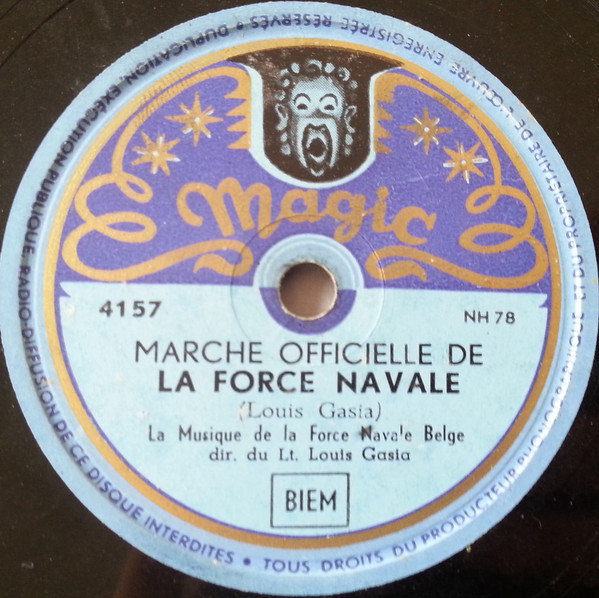 Magic
4157
NH 78
MARCHE OFFICIELLE DE
LA FORCE NAVALE
(Louis Gasia)
La Musique de la Force Navale Belge
dir. du Lt. Louis Gasia
BIEM
TOUS DROITS DU PRODUCTEUR PHONOGRAPHIQUE ET DU PROPRIETAIRE DE L'ŒUVRE ENREGISTRÉE RÉSERVÉS • DUPLICATION, EXÉCUTION PUBLIQUE, RADIO-DIFFUSION DE CE DISQUE INTERDITES •